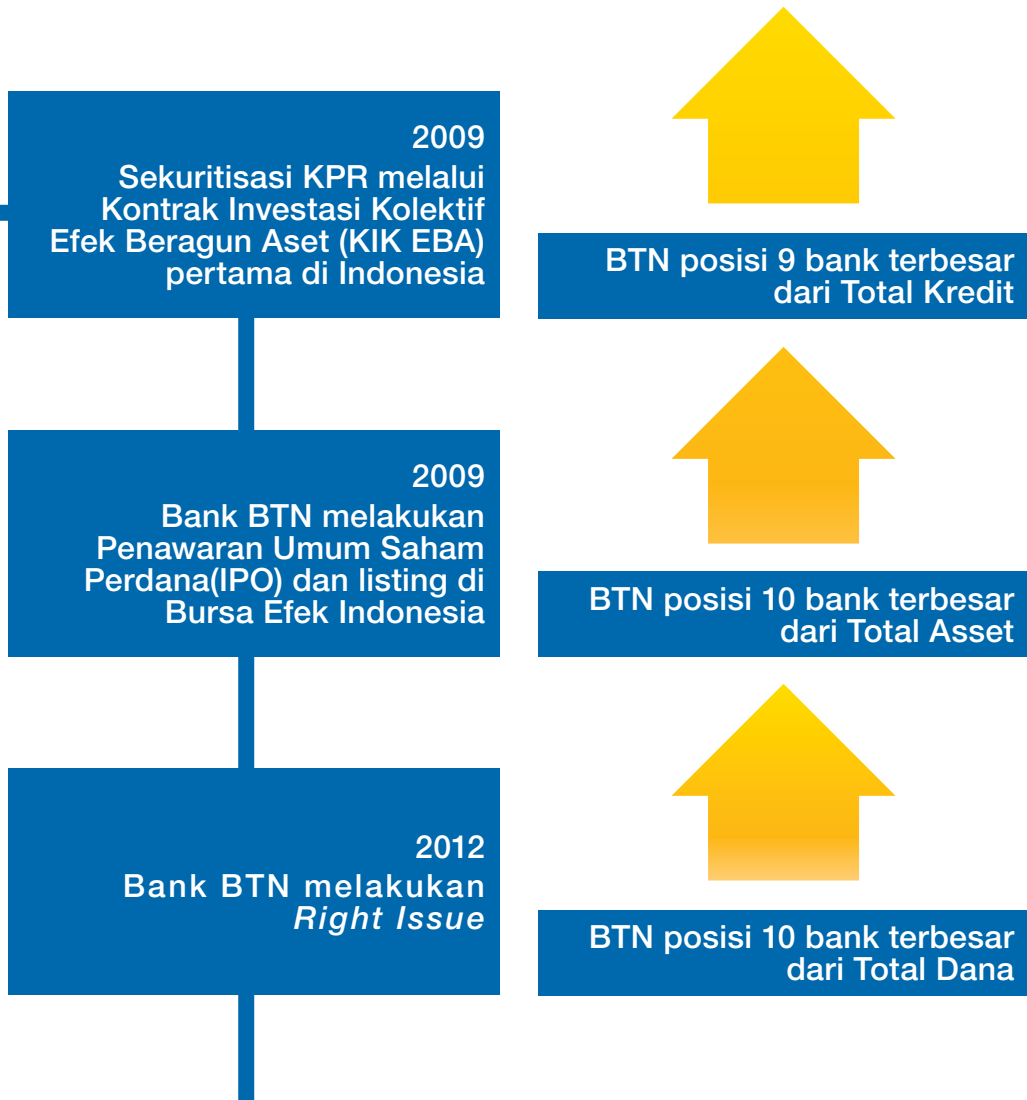 2009
Sekuritisasi KPR melalui
Kontrak Investasi Kolektif
Efek Beragun Aset (KIK EBA)
pertama di Indonesia
BTN posisi 9 bank terbesar
dari Total Kredit
2009
Bank BTN melakukan
Penawaran Umum Saham
Perdana(IPO) dan listing di
Bursa Efek Indonesia
BTN posisi 10 bank terbesar
dari Total Asset
2012
Bank BTN melakukan
Right Issue
BTN posisi 10 bank terbesar
dari Total Dana